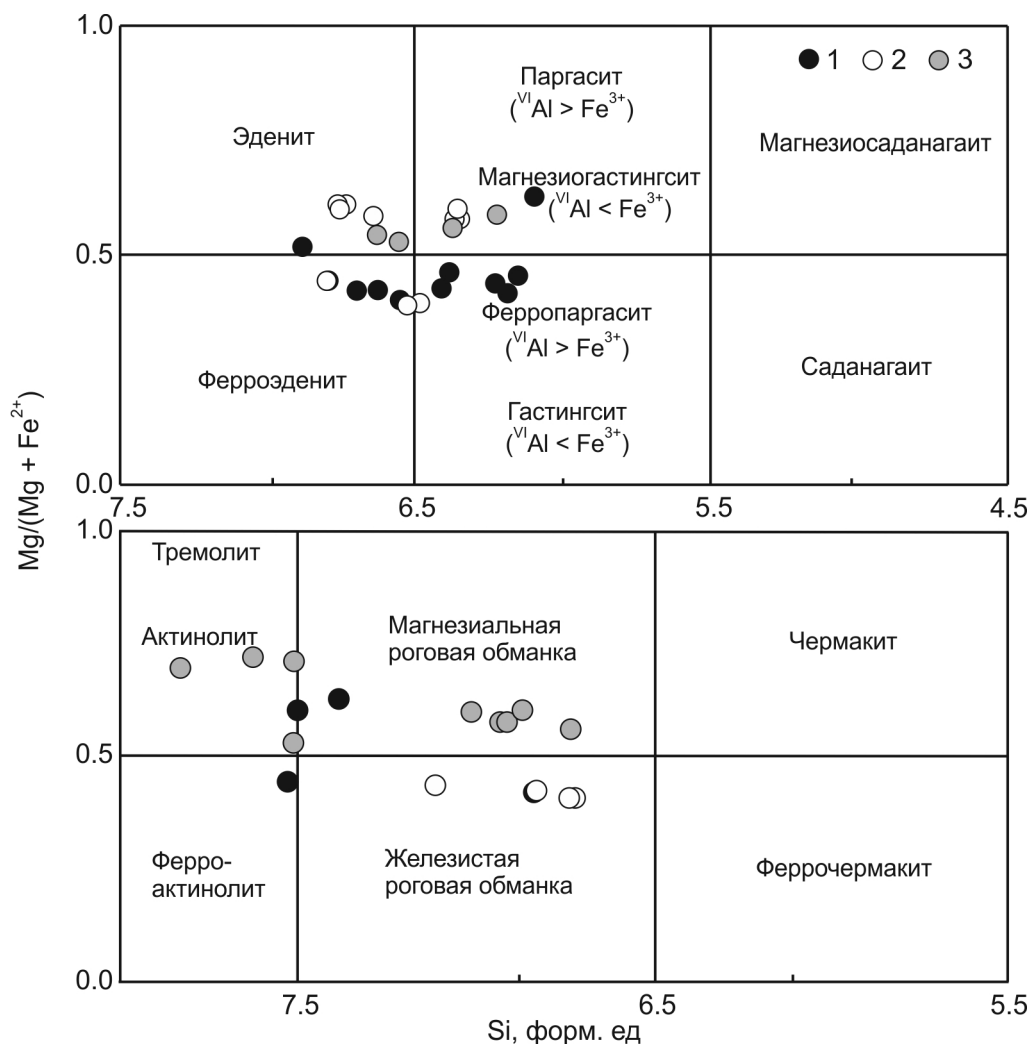 1.0
1 2 3
Паргасит
(VIAl > Fe3+)
Эденит
Магнезиосаданагаит
Магнезиогастингсит
(VIAl < Fe3+)
0.5
Ферропаргасит
(VIAl > Fe3+)
Ферроэденит
Саданагаит
Гастингсит
(VIAl < Fe3+)
0.0
7.5 6.5 5.5 4.5
Mg/(Mg + Fe2+)
1.0
Тремолит
Актинолит
Магнезиальная
роговая обманка
Чермакит
0.5
Ферро-
актинолит
Железистая
роговая обманка
Феррочермакит
0.0
7.5 6.5 5.5
Si, форм. ед